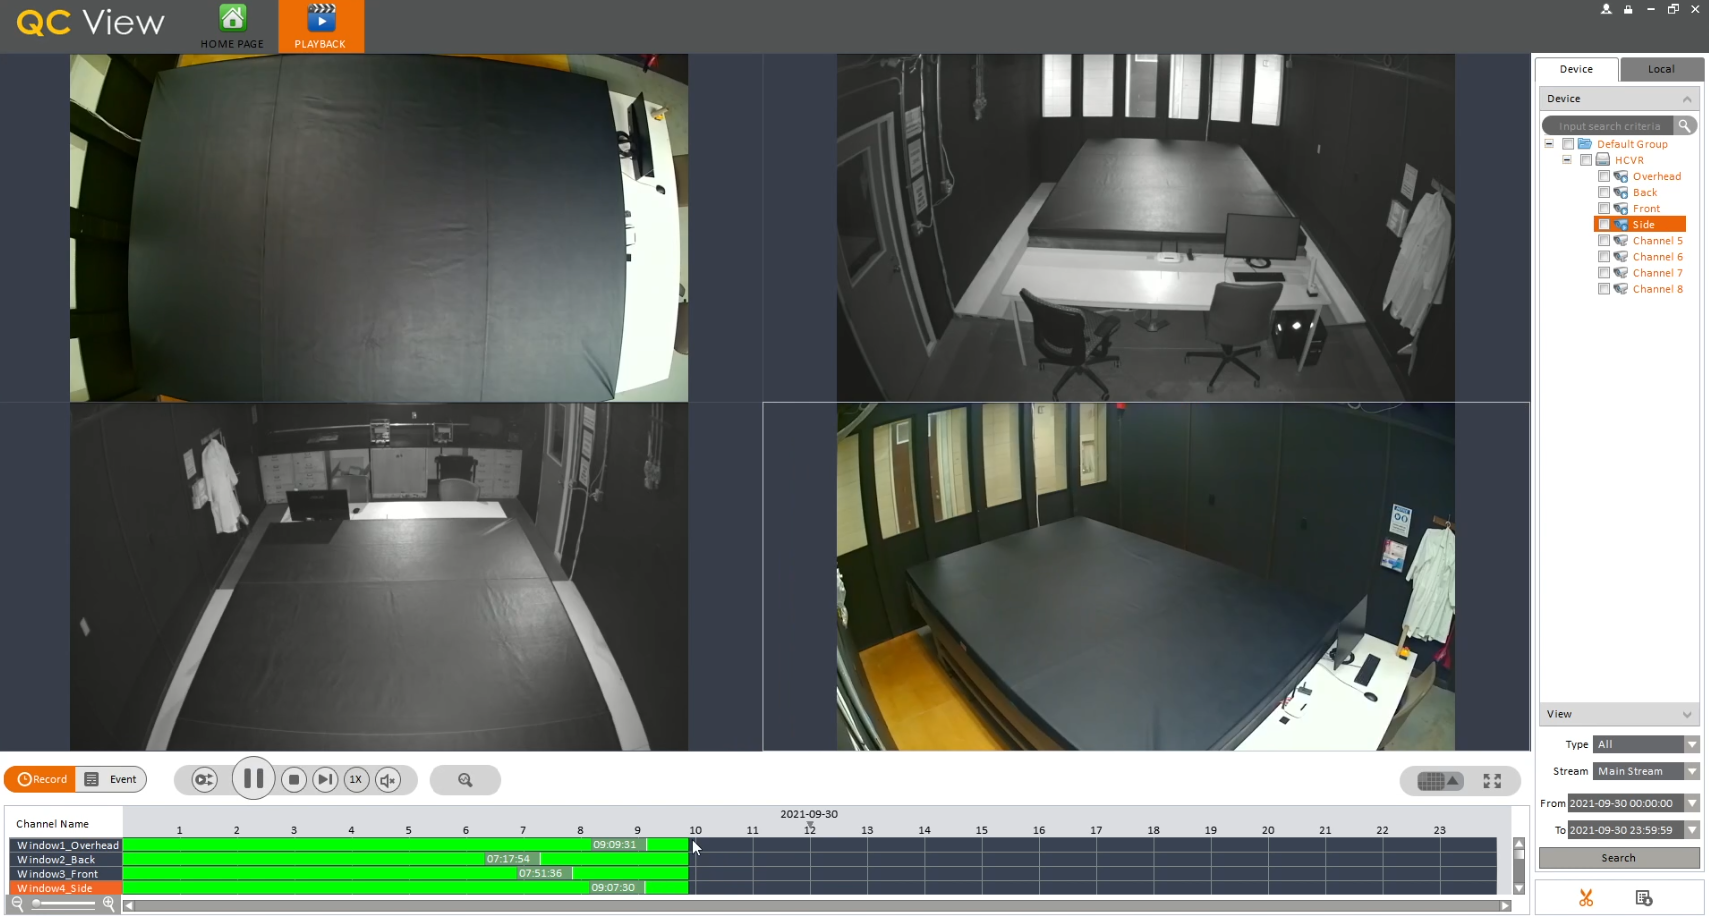 QC View
HOME PAGE
PLAYBACK
Device
Local
Device
Input search criteria
Default Group
HCVR
Overhead
Back
Front
Side
Channel 5
Channel 6
Channel 7
Channel 8
View
Type All
Stream Main Stream
From 2021-09-30 00:00:00
To 2021-09-30 23:59:59
Search
Record
Event
1X
2021-09-30
Channel Name
1 2 3 4 5 6 7 8 9 10 11 12 13 14 15 16 17 18 19 20 21 22 23
Window1_Overhead 09:09:31
Window2_Back 07:17:54
Window3_Front 07:51:36
Window4_Side 09:07:30